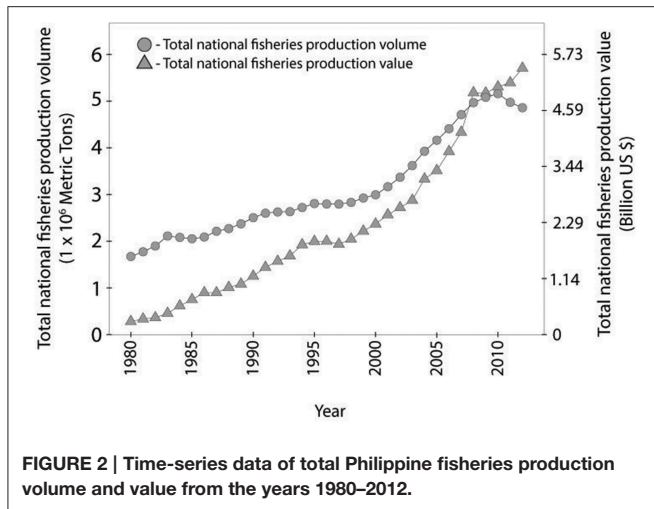 - Total national fisheries production volume
- Total national fisheries production value
Total national fisheries production volume
(1 x 10⁶ Metric Tons)
6
5
4
3
2
1
0
Total national fisheries production value
(Billion US $)
5.73
4.59
3.44
2.29
1.14
0
1980
1985
1990
1995
2000
2005
2010
Year
FIGURE 2 | Time-series data of total Philippine fisheries production
volume and value from the years 1980–2012.